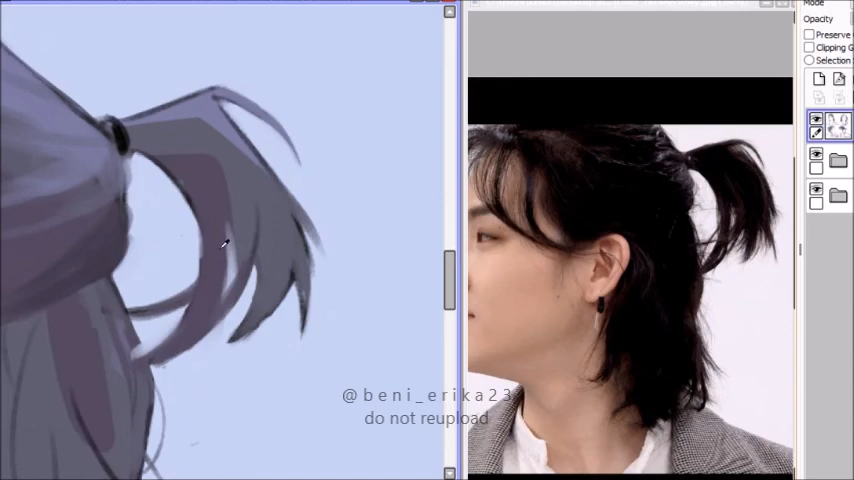 Mode
Opacity
Preserve
Clipping G
Selection
@beni_erika23
do not reupload